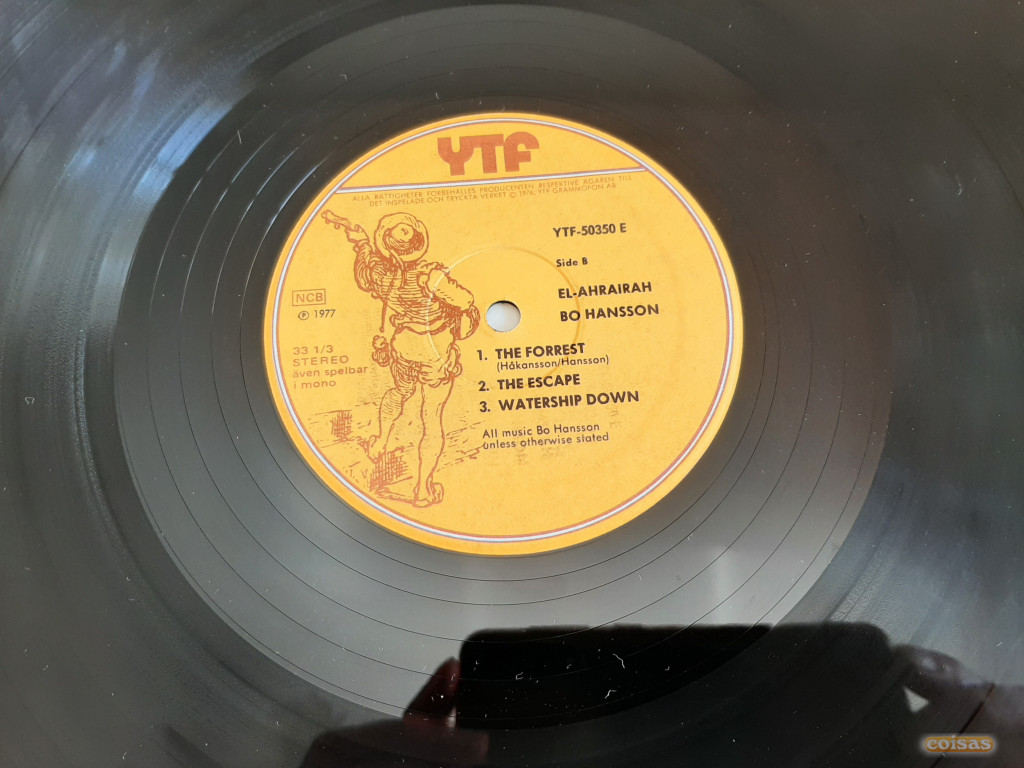 YTF
ALLA RÄTTIGHETER FÖRBEHÅLLES PRODUCENTEN RESPEKTIVE ÄGAREN TILL
DET INSPELADE OCH TRYCKTA VERKET © 1976, YTF GRAMMOFON AB
YTF-50350 E
Side B
EL-AHRAIRAH
BO HANSSON
NCB
℗ 1977
33 1/3
STEREO
även spelbar
i mono
1. THE FORREST
(Håkansson/Hansson)
2. THE ESCAPE
3. WATERSHIP DOWN
All music Bo Hansson
unless otherwise stated
coisas